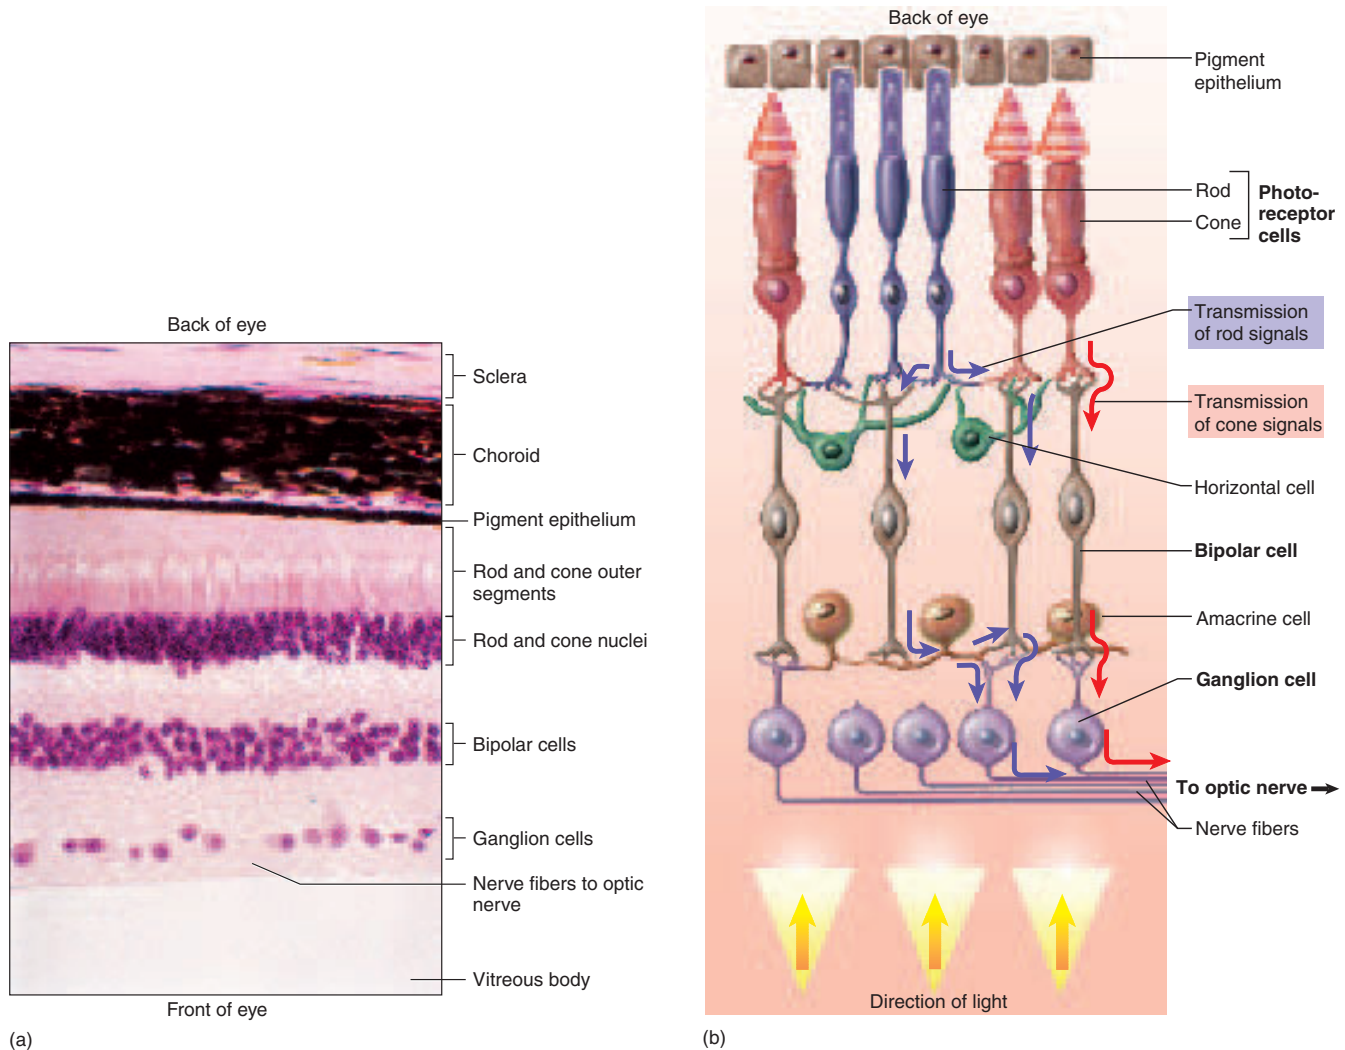 Back of eye
Sclera
Choroid
Pigment epithelium
Rod and cone outer
segments
Rod and cone nuclei
Bipolar cells
Ganglion cells
Nerve fibers to optic
nerve
Vitreous body
Front of eye
(a)
Back of eye
Pigment
epithelium
Rod
Cone
Photo-
receptor
cells
Transmission
of rod signals
Transmission
of cone signals
Horizontal cell
Bipolar cell
Amacrine cell
Ganglion cell
To optic nerve
Nerve fibers
Direction of light
(b)